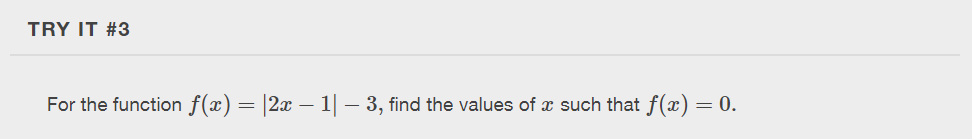 TRY IT #3
For the function f(x) = |2x − 1| − 3, find the values of x such that f(x) = 0.